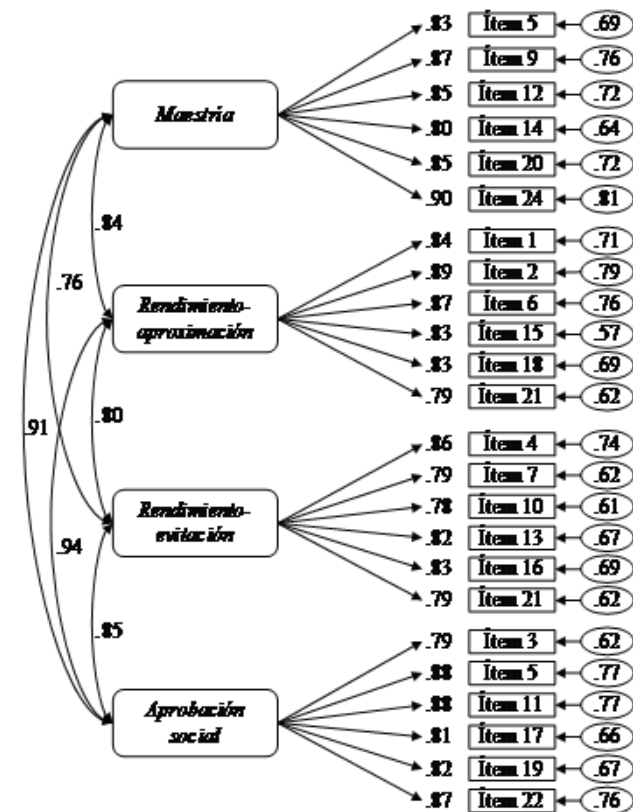 .83 Ítem 5 .69
.87 Ítem 9 .76
Maestría
.85 Ítem 12 .72
.80 Ítem 14 .64
.85 Ítem 20 .72
.90 Ítem 24 .81
.84
.84 Ítem 1 .71
.76
.89 Ítem 2 .79
Rendimiento-
aproximación
.87 Ítem 6 .76
.83 Ítem 15 .57
.83 Ítem 18 .69
.79 Ítem 21 .62
.80
.91
.86 Ítem 4 .74
.79 Ítem 7 .62
Rendimiento-
evitación
.78 Ítem 10 .61
.82 Ítem 13 .67
.94
.83 Ítem 16 .69
.79 Ítem 21 .62
.85
.79 Ítem 3 .62
.88 Ítem 5 .77
Aprobación
social
.88 Ítem 11 .77
.81 Ítem 17 .66
.82 Ítem 19 .67
.87 Ítem 22 .76